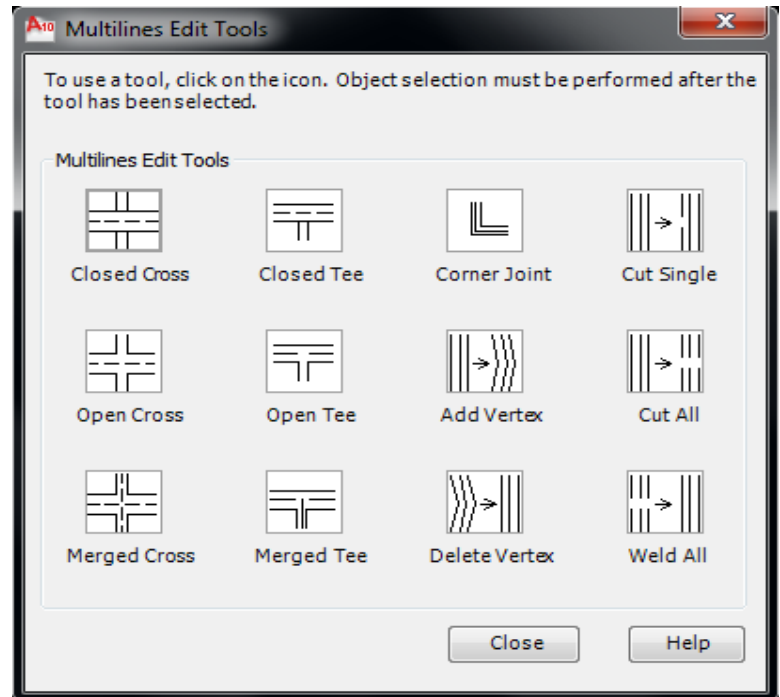 A10 Multilines Edit Tools
To use a tool, click on the icon. Object selection must be performed after the
tool has been selected.
Multilines Edit Tools
Closed Cross Closed Tee Corner Joint Cut Single
Open Cross Open Tee Add Vertex Cut All
Merged Cross Merged Tee Delete Vertex Weld All
Close Help